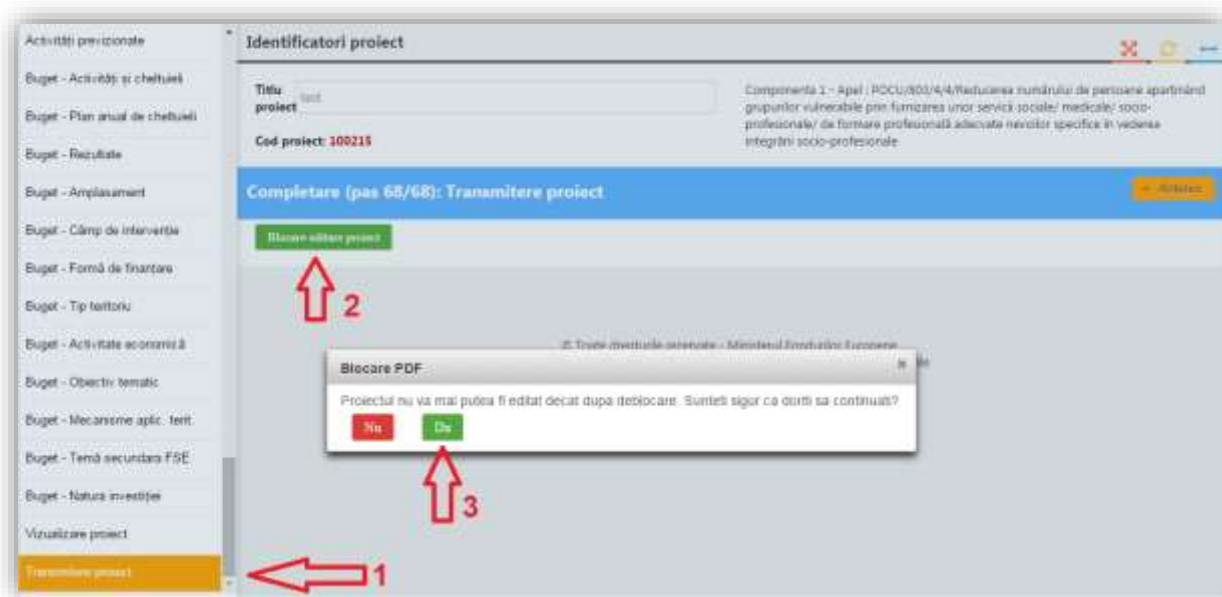 Activități previzionate
Buget - Activități și cheltuieli
Buget - Plan anual de cheltuieli
Buget - Rezultate
Buget - Amplasament
Buget - Câmp de intervenție
Buget - Formă de finanțare
Buget - Tip teritoriu
Buget - Activitate economică
Buget - Obiectiv tematic
Buget - Mecanisme aplic. terit.
Buget - Temă secundara FSE
Buget - Natura investiției
Vizualizare proiect
Transmitere proiect
1
Identificatori proiect
Titlu
proiect
test
Cod proiect: 100215
Componenta 1 - Apel : POCU/803/4/4/Reducerea numărului de persoane aparținând
grupurilor vulnerabile prin furnizarea unor servicii sociale/ medicale/ socio-
profesionale/ de formare profesională adecvate nevoilor specifice în vederea
integrării socio-profesionale
Completare (pas 68/68): Transmitere proiect
Blocare editare proiect
2
© Toate drepturile rezervate - Ministerul Fondurilor Europene
Blocare PDF
Proiectul nu va mai putea fi editat decat dupa deblocare. Sunteti sigur ca doriti sa continuati?
Nu
Da
3